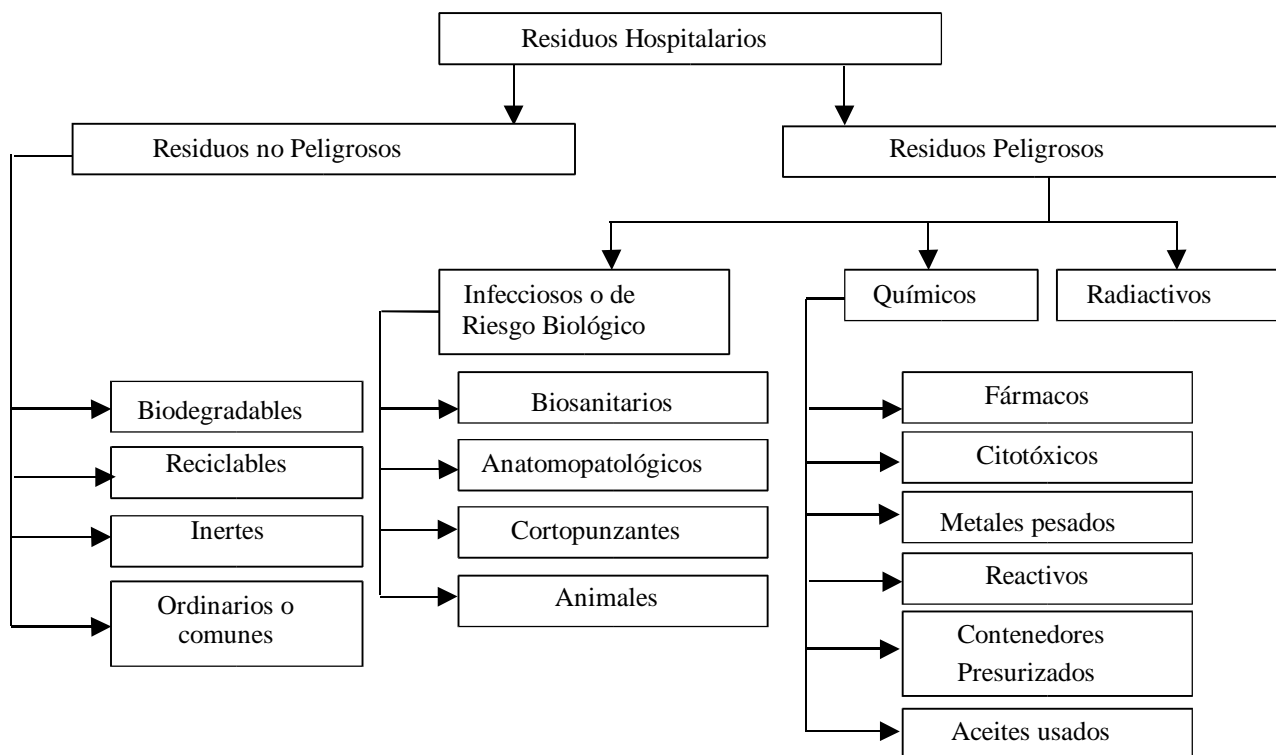 Residuos Hospitalarios
Residuos no Peligrosos
Residuos Peligrosos
Infecciosos o de
Riesgo Biológico
Químicos
Radiactivos
Biodegradables
Reciclables
Inertes
Ordinarios o
comunes
Biosanitarios
Anatomopatológicos
Cortopunzantes
Animales
Fármacos
Citotóxicos
Metales pesados
Reactivos
Contenedores
Presurizados
Aceites usados